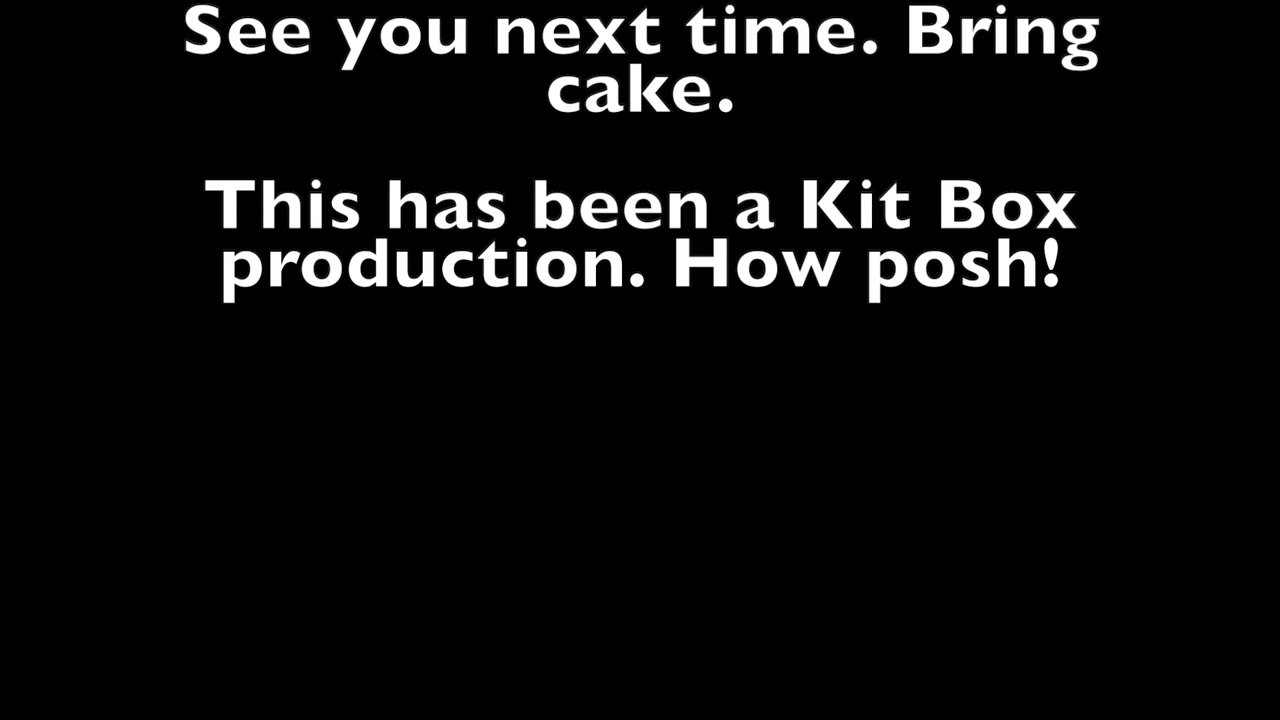 See you next time. Bring
cake.
This has been a Kit Box
production. How posh!